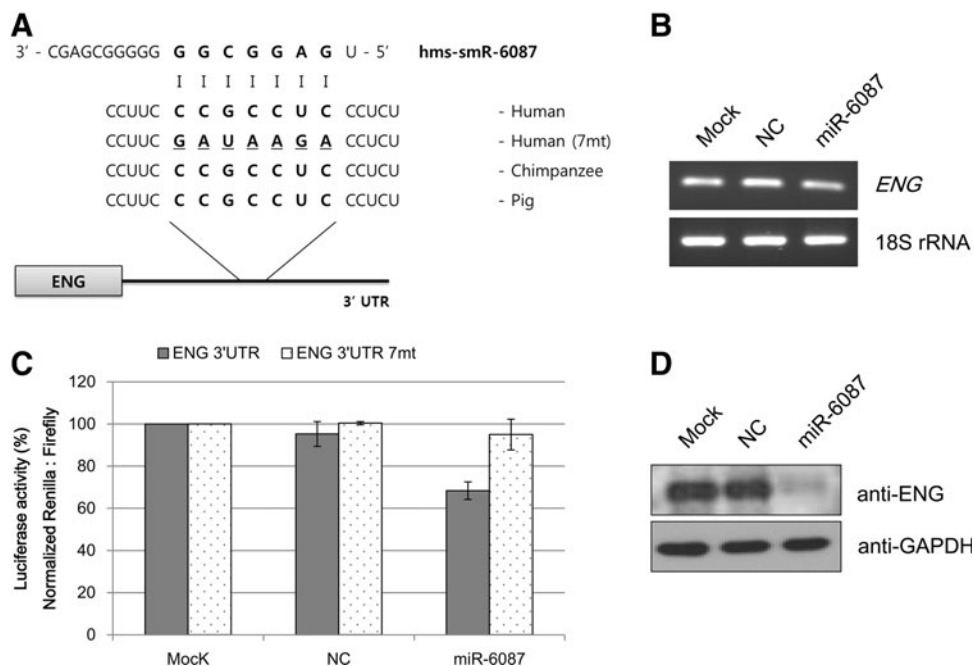 A
3' - CGAGCGGGGG G G C G G A G U - 5' hms-smR-6087
I I I I I I I
CCUUC C C G C C U C CCUCU - Human
CCUUC G A U A A G A CCUCU - Human (7mt)
CCUUC C C G C C U C CCUCU - Chimpanzee
CCUUC C C G C C U C CCUCU - Pig
ENG
3' UTR
B
Mock NC miR-6087
ENG
18S rRNA
C
ENG 3'UTR ENG 3'UTR 7mt
Luciferase activity (%)
Normalized Renilla : Firefily
120
100
80
60
40
20
0
MocK NC miR-6087
D
Mock NC miR-6087
anti-ENG
anti-GAPDH